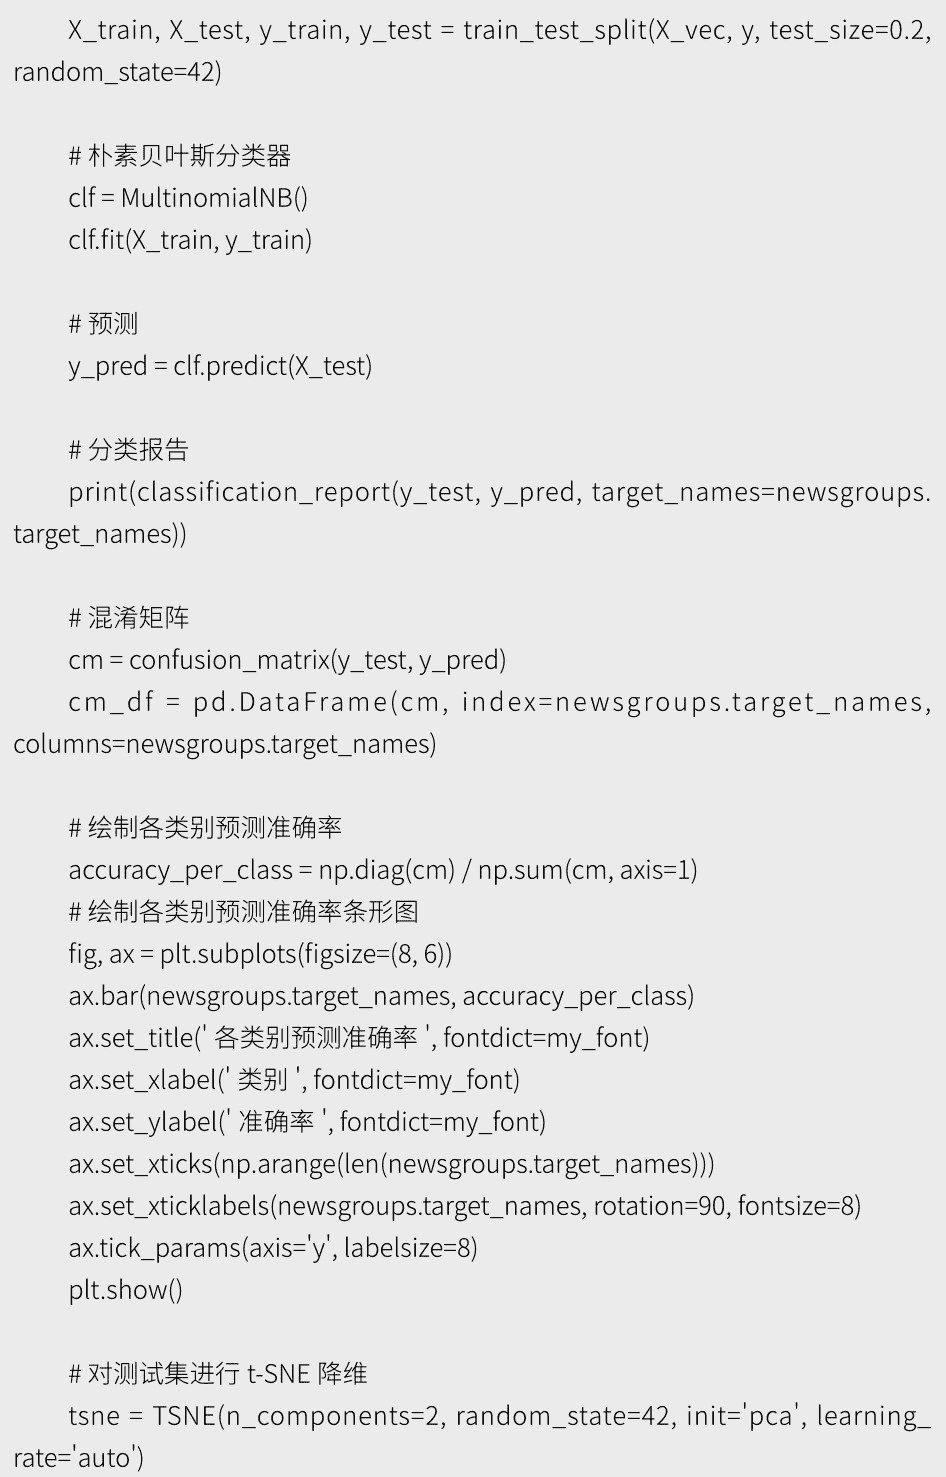 X_train, X_test, y_train, y_test = train_test_split(X_vec, y, test_size=0.2,
random_state=42)
# 朴素贝叶斯分类器
clf = MultinomialNB()
clf.fit(X_train, y_train)
# 预测
y_pred = clf.predict(X_test)
# 分类报告
print(classification_report(y_test, y_pred, target_names=newsgroups.
target_names))
# 混淆矩阵
cm = confusion_matrix(y_test, y_pred)
cm_df = pd.DataFrame(cm, index=newsgroups.target_names,
columns=newsgroups.target_names)
# 绘制各类别预测准确率
accuracy_per_class = np.diag(cm) / np.sum(cm, axis=1)
# 绘制各类别预测准确率条形图
fig, ax = plt.subplots(figsize=(8, 6))
ax.bar(newsgroups.target_names, accuracy_per_class)
ax.set_title(' 各类别预测准确率 ', fontdict=my_font)
ax.set_xlabel(' 类别 ', fontdict=my_font)
ax.set_ylabel(' 准确率 ', fontdict=my_font)
ax.set_xticks(np.arange(len(newsgroups.target_names)))
ax.set_xticklabels(newsgroups.target_names, rotation=90, fontsize=8)
ax.tick_params(axis='y', labelsize=8)
plt.show()
# 对测试集进行 t-SNE 降维
tsne = TSNE(n_components=2, random_state=42, init='pca', learning_
rate='auto')